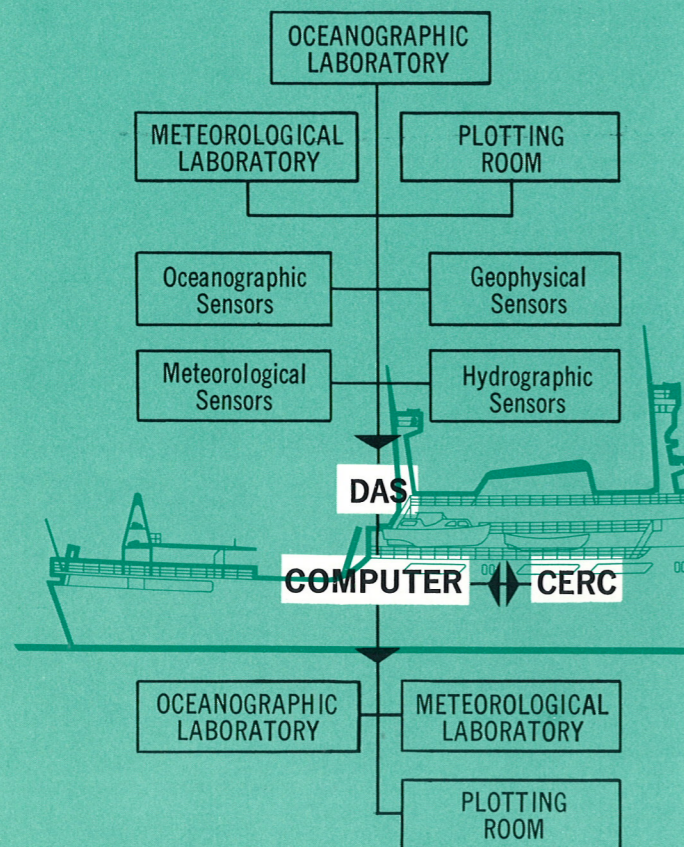 OCEANOGRAPHIC
LABORATORY
METEOROLOGICAL
LABORATORY
PLOTTING
ROOM
Oceanographic
Sensors
Geophysical
Sensors
Meteorological
Sensors
Hydrographic
Sensors
DAS
COMPUTER
CERC
OCEANOGRAPHIC
LABORATORY
METEOROLOGICAL
LABORATORY
PLOTTING
ROOM